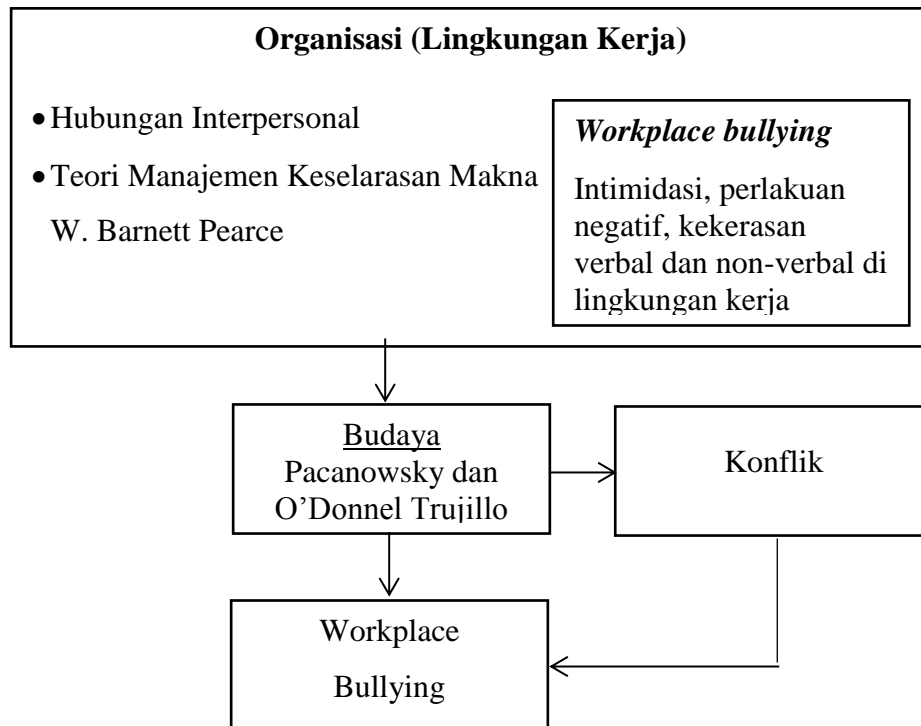 Organisasi (Lingkungan Kerja)
• Hubungan Interpersonal
• Teori Manajemen Keselarasan Makna
W. Barnett Pearce
Workplace bullying
Intimidasi, perlakuan
negatif, kekerasan
verbal dan non-verbal di
lingkungan kerja
Budaya
Pacanowsky dan
O’Donnel Trujillo
Konflik
Workplace
Bullying